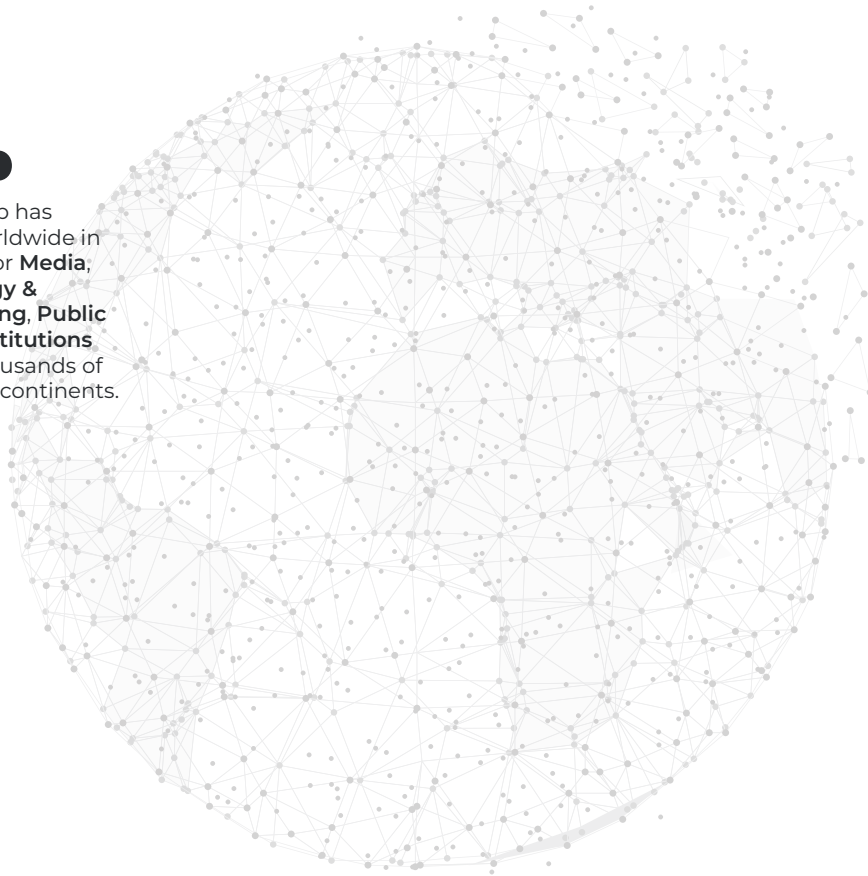 o has
rldwide in
or Media,
gy &
ng, Public
titutions
usands of
continents.